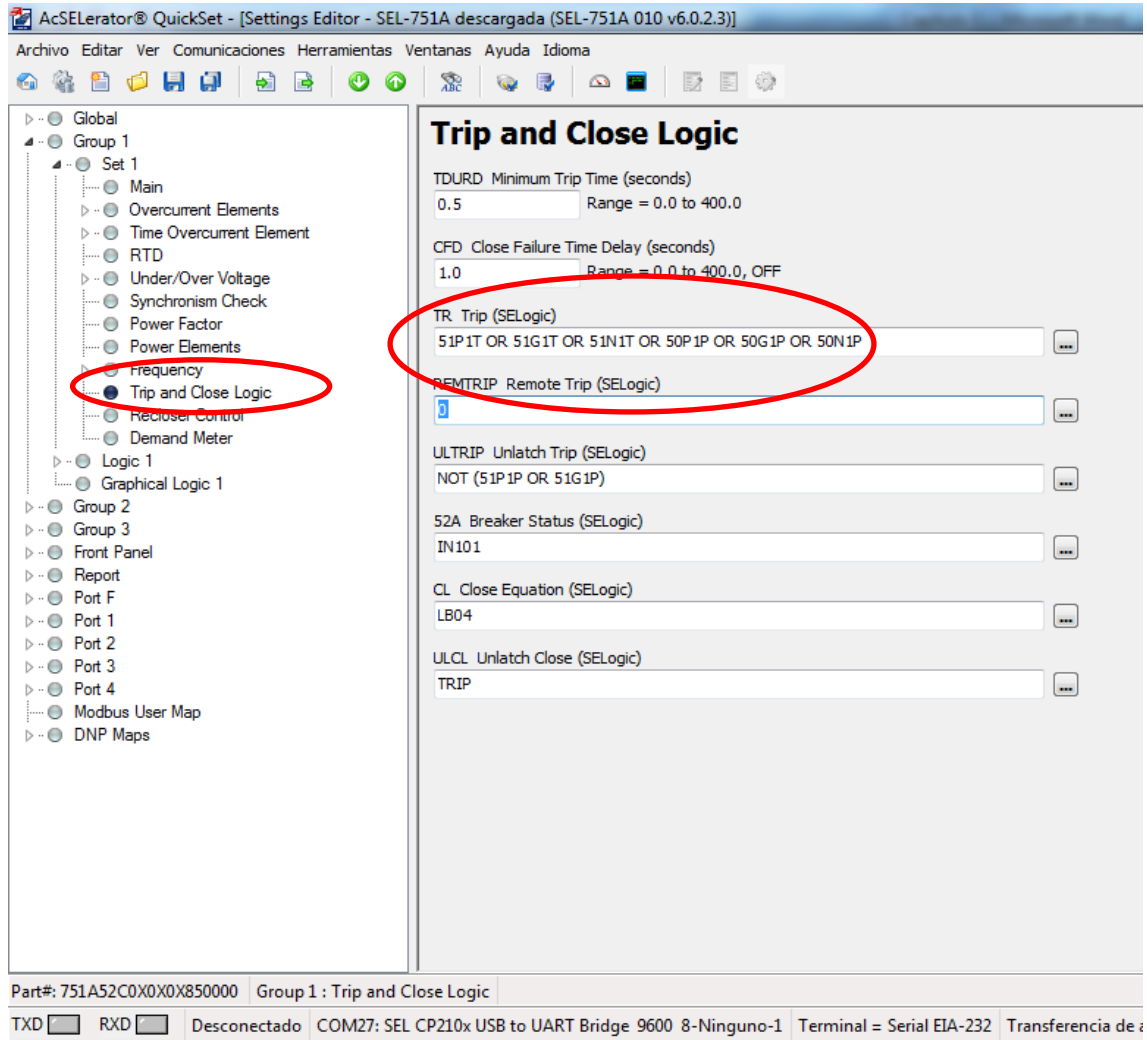 AcSELerator® QuickSet - [Settings Editor - SEL-751A descargada (SEL-751A 010 v6.0.2.3)]
Archivo Editar Ver Comunicaciones Herramientas Ventanas Ayuda Idioma
ABC
Global
Group 1
Set 1
Main
Overcurrent Elements
Time Overcurrent Element
RTD
Under/Over Voltage
Synchronism Check
Power Factor
Power Elements
Frequency
Trip and Close Logic
Recloser Control
Demand Meter
Logic 1
Graphical Logic 1
Group 2
Group 3
Front Panel
Report
Port F
Port 1
Port 2
Port 3
Port 4
Modbus User Map
DNP Maps
Trip and Close Logic
TDURD Minimum Trip Time (seconds)
0.5 Range = 0.0 to 400.0
CFD Close Failure Time Delay (seconds)
1.0 Range = 0.0 to 400.0, OFF
TR Trip (SELogic)
51P1T OR 51G1T OR 51N1T OR 50P1P OR 50G1P OR 50N1P ...
REMTRIP Remote Trip (SELogic)
0 ...
ULTRIP Unlatch Trip (SELogic)
NOT (51P1P OR 51G1P) ...
52A Breaker Status (SELogic)
IN101 ...
CL Close Equation (SELogic)
LB04 ...
ULCL Unlatch Close (SELogic)
TRIP ...
Part#: 751A52C0X0X0X850000 Group 1 : Trip and Close Logic
TXD RXD Desconectado COM27: SEL CP210x USB to UART Bridge 9600 8-Ninguno-1 Terminal = Serial EIA-232 Transferencia de